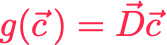 g(c⃗) = D⃗c⃗